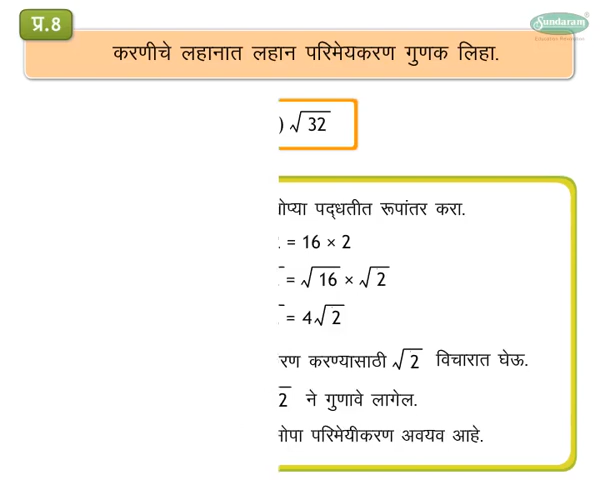 प्र.8
Sundaram
करणीचे लहानात लहान परिमेयकरण गुणक लिहा.
) √32
पद्धतीत रूपांतर करा.
= 16 × 2
= √16 × √2
= 4√2
करण्यासाठी √2 विचारात घेऊ.
2 ने गुणावे लागेल.
परिमेयीकरण अवयव आहे.